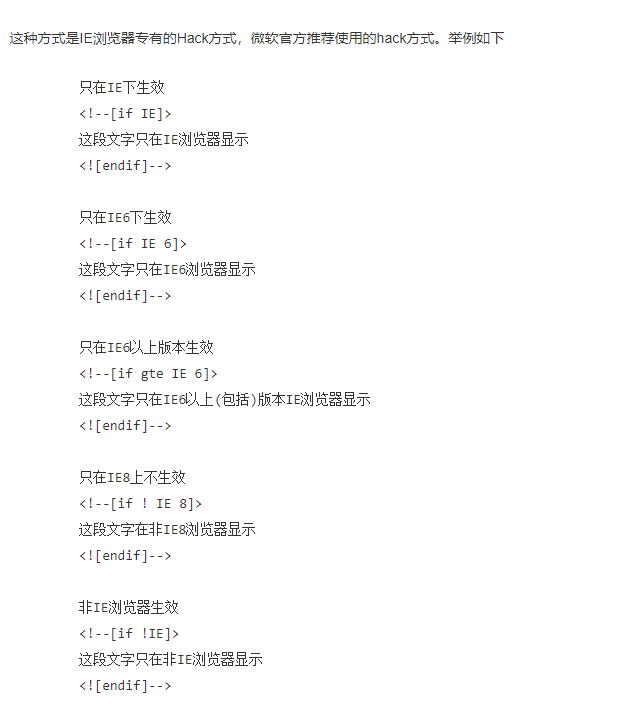 这种方式是IE浏览器专有的Hack方式，微软官方推荐使用的hack方式。举例如下
只在IE下生效
<!--[if IE]>
这段文字只在IE浏览器显示
<![endif]-->
只在IE6下生效
<!--[if IE 6]>
这段文字只在IE6浏览器显示
<![endif]-->
只在IE6以上版本生效
<!--[if gte IE 6]>
这段文字只在IE6以上(包括)版本IE浏览器显示
<![endif]-->
只在IE8上不生效
<!--[if ! IE 8]>
这段文字在非IE8浏览器显示
<![endif]-->
非IE浏览器生效
<!--[if !IE]>
这段文字只在非IE浏览器显示
<![endif]-->